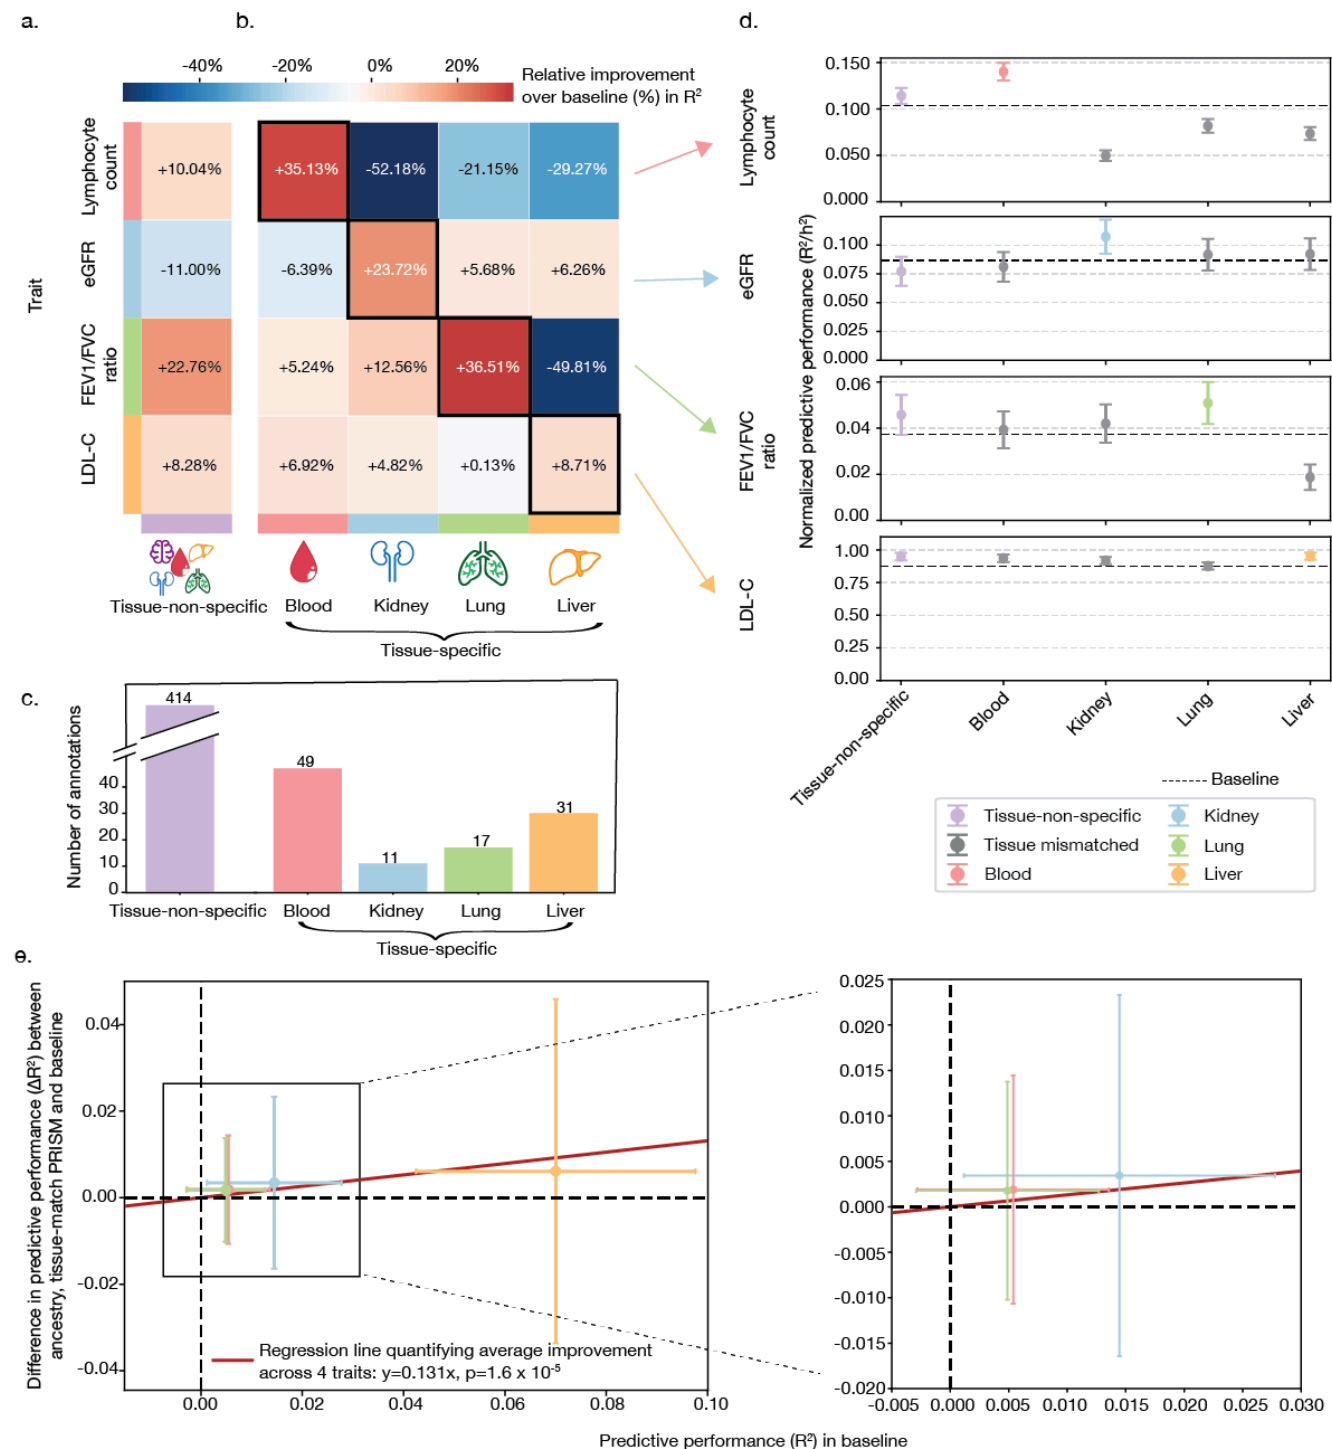 a.
b.
-40%
-20%
0%
20%
Relative improvement
over baseline (%) in R²
Trait
Lymphocyte
count
+10.04%
+35.13%
-52.18%
-21.15%
-29.27%
eGFR
-11.00%
-6.39%
+23.72%
+5.68%
+6.26%
FEV1/FVC
ratio
+22.76%
+5.24%
+12.56%
+36.51%
-49.81%
LDL-C
+8.28%
+6.92%
+4.82%
+0.13%
+8.71%
Tissue-non-specific
Blood
Kidney
Lung
Liver
Tissue-specific
c.
Number of annotations
414
49
11
17
31
40
30
20
10
0
Tissue-non-specific
Blood
Kidney
Lung
Liver
Tissue-specific
d.
Normalized predictive performance (R²/h²)
Lymphocyte
count
0.150
0.100
0.050
0.000
eGFR
0.100
0.075
0.050
0.025
0.000
FEV1/FVC
ratio
0.06
0.04
0.02
0.00
LDL-C
1.00
0.75
0.50
0.25
0.00
Tissue-non-specific
Blood
Kidney
Lung
Liver
Baseline
Tissue-non-specific
Tissue mismatched
Blood
Kidney
Lung
Liver
e.
Difference in predictive performance (ΔR²) between
ancestry, tissue-match PRISM and baseline
0.04
0.02
0.00
-0.02
-0.04
Regression line quantifying average improvement
across 4 traits: y=0.131x, p=1.6 x 10⁻⁵
0.00
0.02
0.04
0.06
0.08
0.10
0.025
0.020
0.015
0.010
0.005
0.000
-0.005
-0.010
-0.015
-0.020
-0.005
0.000
0.005
0.010
0.015
0.020
0.025
0.030
Predictive performance (R²) in baseline